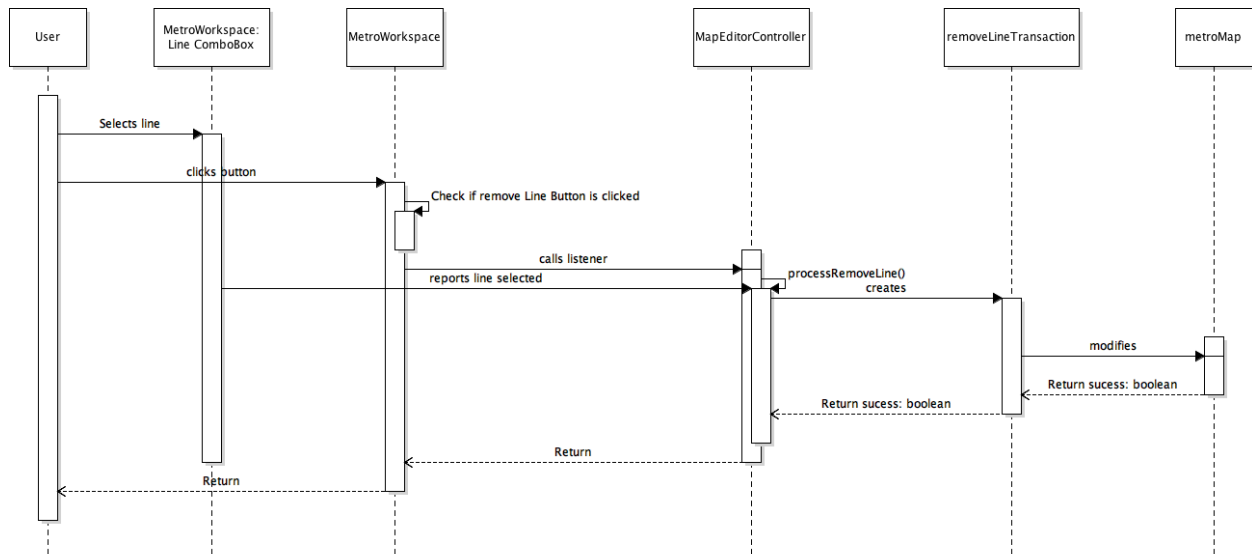 User
MetroWorkspace:
Line ComboBox
MetroWorkspace
MapEditorController
removeLineTransaction
metroMap
Selects line
clicks button
Check if remove Line Button is clicked
calls listener
processRemoveLine()
reports line selected
creates
modifies
Return sucess: boolean
Return sucess: boolean
Return
Return